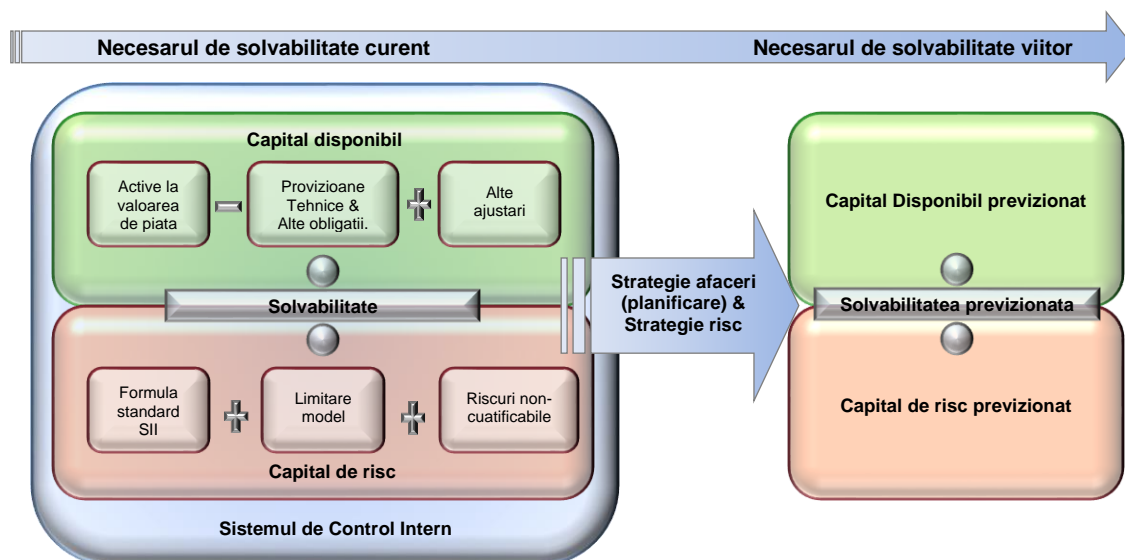 Necesarul de solvabilitate curent
Necesarul de solvabilitate viitor
Capital disponibil
Active la
valoarea
de piata
Provizioane
Tehnice &
Alte obligatii.
Alte
ajustari
Solvabilitate
Formula
standard
SII
Limitare
model
Riscuri non-
cuatificabile
Capital de risc
Sistemul de Control Intern
Strategie afaceri
(planificare) &
Strategie risc
Capital Disponibil previzionat
Solvabilitatea previzionata
Capital de risc previzionat